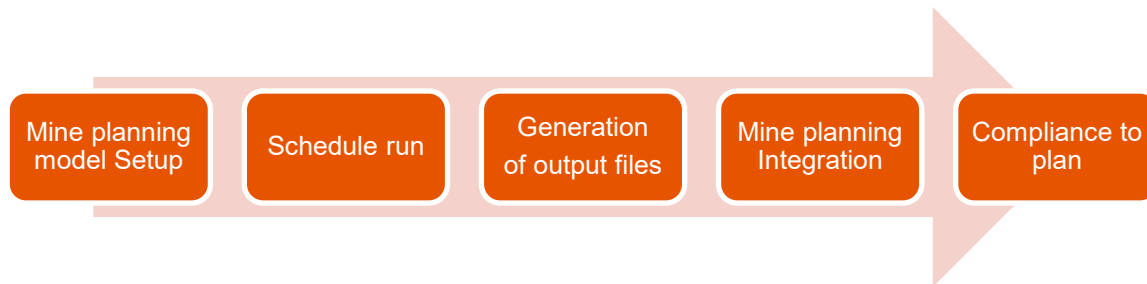 Mine planning
model Setup
Schedule run
Generation
of output files
Mine planning
Integration
Compliance to
plan